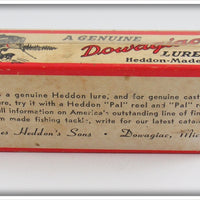 A GENUINE
Dowagiac
LURE
Heddon-Made
s a genuine Heddon lure, and for genuine cast
re, try it with a Heddon "Pal" reel and "Pal" r
ll information on America's outstanding line of fin
m made fishing tackle, write for our latest cata
es Heddon's Sons - Dowagiac, Mic